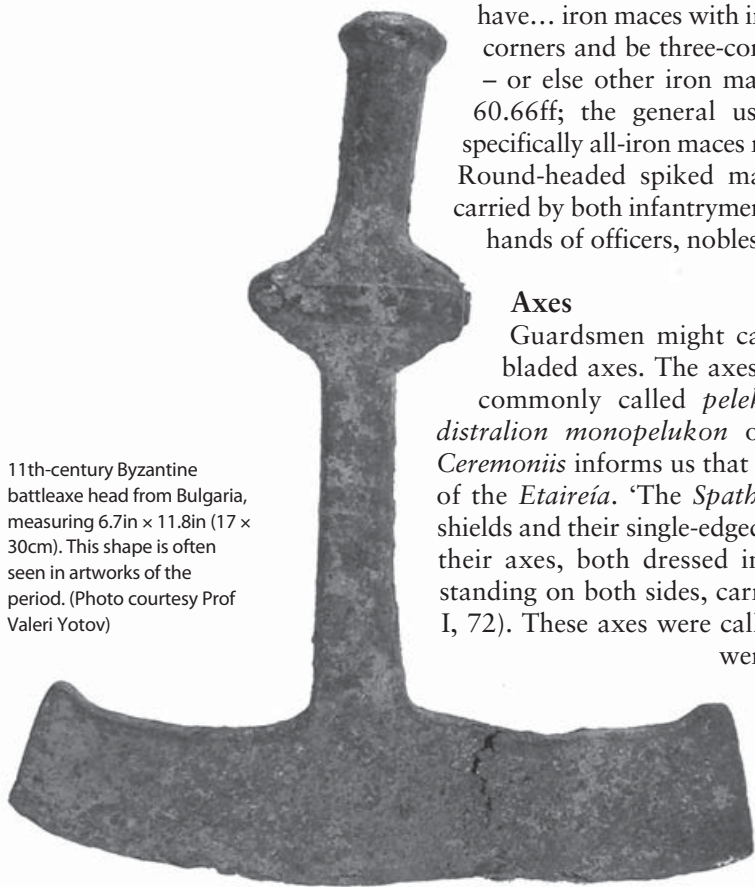 have… iron maces with
corners and be three-cor
– or else other iron ma
60.66ff; the general us
specifically all-iron maces
Round-headed spiked ma
carried by both infantrymen
hands of officers, nobles
Axes
Guardsmen might ca
bladed axes. The axes
commonly called pelek
distralion monopelukon
Ceremoniis informs us that
of the Etaireía. ‘The Spath
shields and their single-edged
their axes, both dressed in
standing on both sides, carr
I, 72). These axes were call
wer
11th-century Byzantine
battleaxe head from Bulgaria,
measuring 6.7in × 11.8in (17 ×
30cm). This shape is often
seen in artworks of the
period. (Photo courtesy Prof
Valeri Yotov)